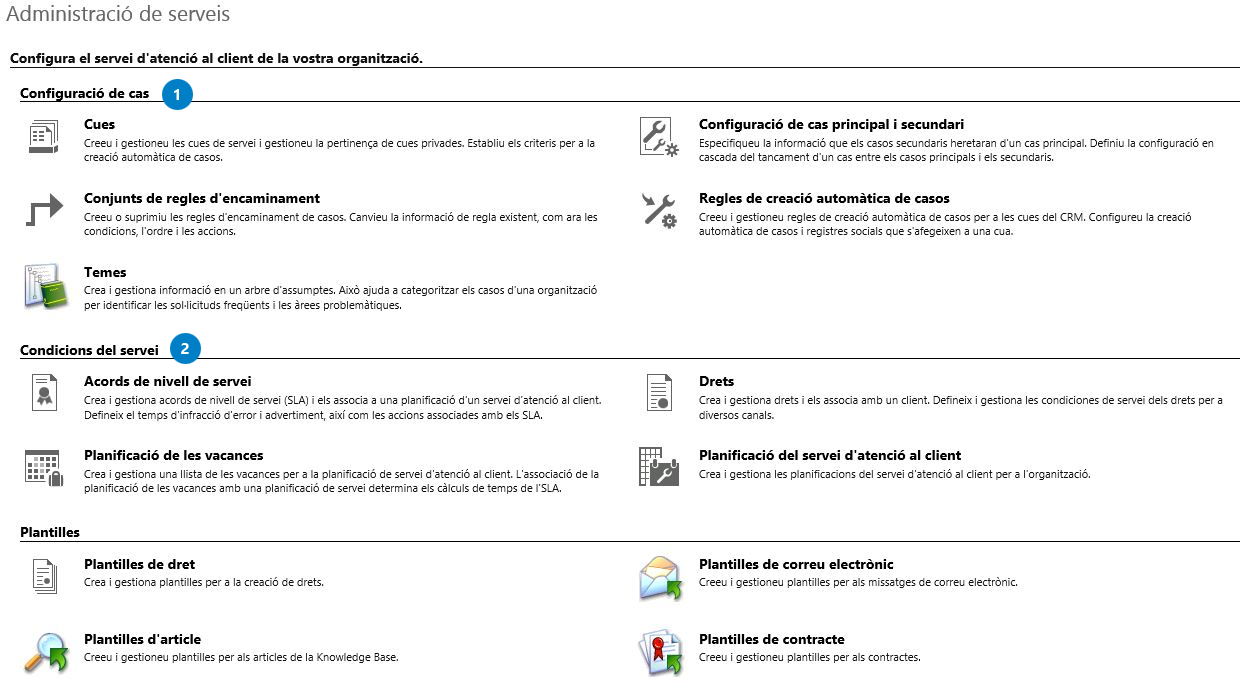 Administració de serveis
Configura el servei d'atenció al client de la vostra organització.
Configuració de cas 1
Cues
Creeu i gestioneu les cues de servei i gestioneu la pertinença de cues privades. Establiu els criteris per a la
creació automàtica de casos.
Configuració de cas principal i secundari
Especifiqueu la informació que els casos secundaris heretaran d'un cas principal. Definiu la configuració en
cascada del tancament d'un cas entre els casos principals i els secundaris.
Conjunts de regles d'encaminament
Creeu o suprimiu les regles d'encaminament de casos. Canvieu la informació de regla existent, com ara les
condicions, l'ordre i les accions.
Regles de creació automàtica de casos
Creeu i gestioneu regles de creació automàtica de casos per a les cues del CRM. Configureu la creació
automàtica de casos i registres socials que s'afegeixen a una cua.
Temes
Crea i gestiona informació en un arbre d'assumptes. Això ajuda a categoritzar els casos d'una organització
per identificar les sol·licituds freqüents i les àrees problemàtiques.
Condicions del servei 2
Acords de nivell de servei
Crea i gestiona acords de nivell de servei (SLA) i els associa a una planificació d'un servei d'atenció al client.
Defineix el temps d'infracció d'error i advertiment, així com les accions associades amb els SLA.
Drets
Crea i gestiona drets i els associa amb un client. Defineix i gestiona les condiciones de servei dels drets per a
diversos canals.
Planificació de les vacances
Crea i gestiona una llista de les vacances per a la planificació de servei d'atenció al client. L'associació de la
planificació de les vacances amb una planificació de servei determina els càlculs de temps de l'SLA.
Planificació del servei d'atenció al client
Crea i gestiona les planificacions del servei d'atenció al client per a l'organització.
Plantilles
Plantilles de dret
Crea i gestiona plantilles per a la creació de drets.
Plantilles de correu electrònic
Creeu i gestioneu plantilles per als missatges de correu electrònic.
Plantilles d'article
Creeu i gestioneu plantilles per als articles de la Knowledge Base.
Plantilles de contracte
Creeu i gestioneu plantilles per als contractes.